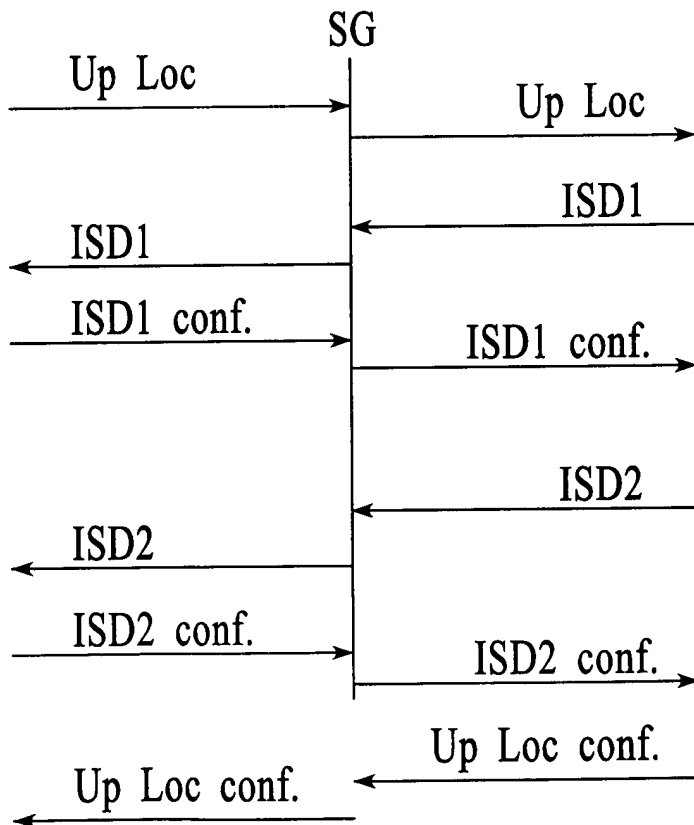 SG
Up Loc
Up Loc
ISD1
ISD1
ISD1 conf.
ISD1 conf.
ISD2
ISD2
ISD2 conf.
ISD2 conf.
Up Loc conf.
Up Loc conf.